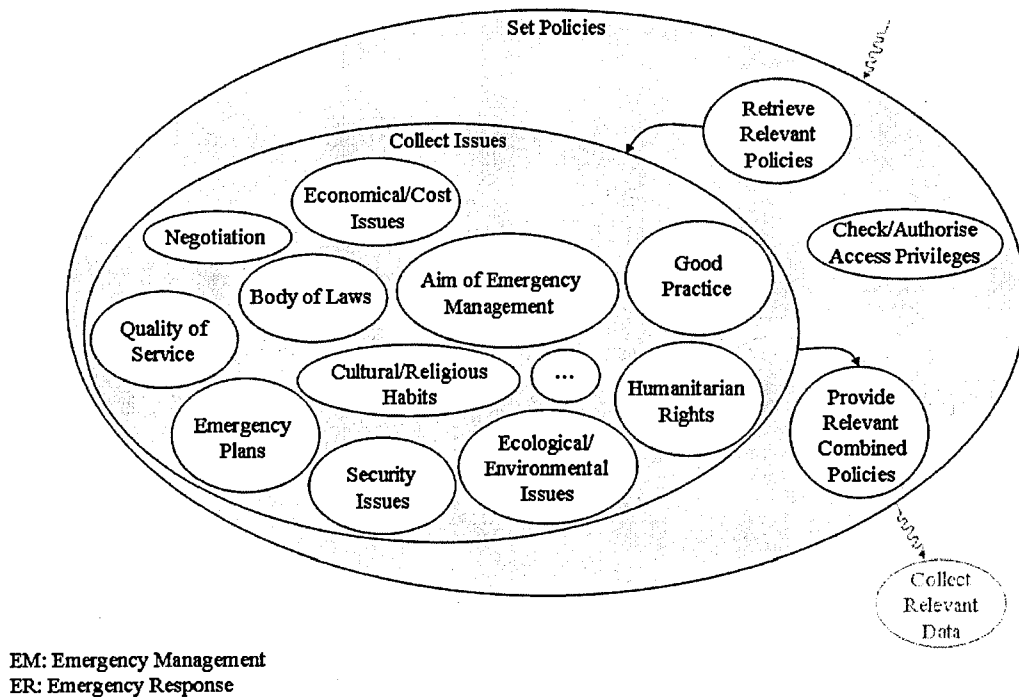 Set Policies
Retrieve
Relevant
Policies
Collect Issues
Economical/Cost
Issues
Negotiation
Check/Authorise
Access Privileges
Body of Laws
Aim of Emergency
Management
Good
Practice
Quality of
Service
Cultural/Religious
Habits
...
Humanitarian
Rights
Provide
Relevant
Combined
Policies
Emergency
Plans
Security
Issues
Ecological/
Environmental
Issues
Collect
Relevant
Data
EM: Emergency Management
ER: Emergency Response